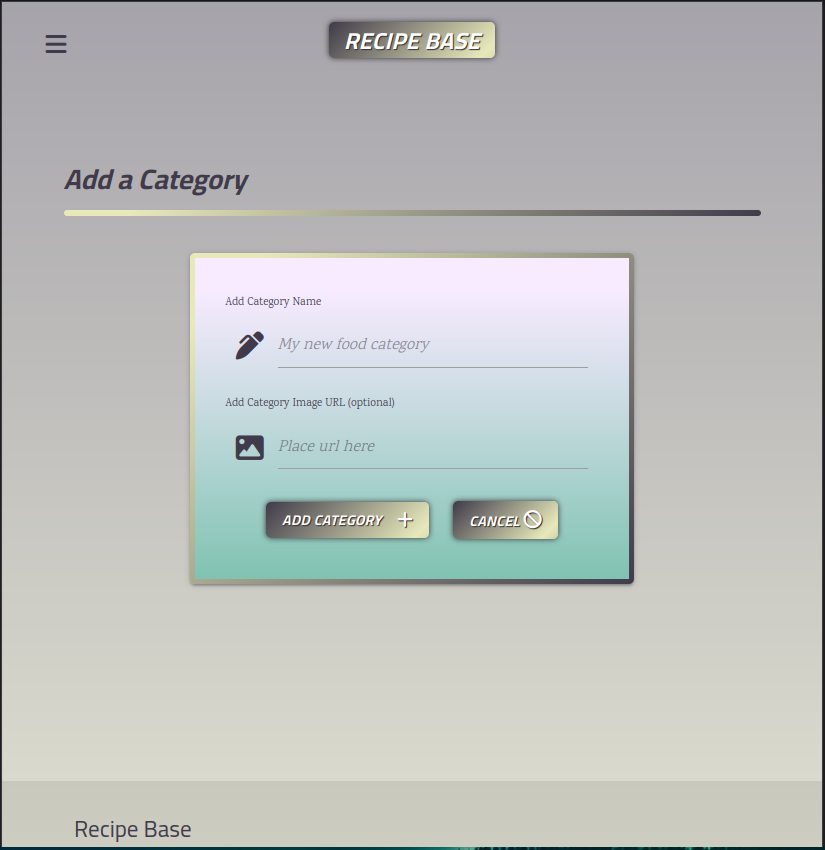 RECIPE BASE
Add a Category
Add Category Name
My new food category
Add Category Image URL (optional)
Place url here
ADD CATEGORY
CANCEL
Recipe Base